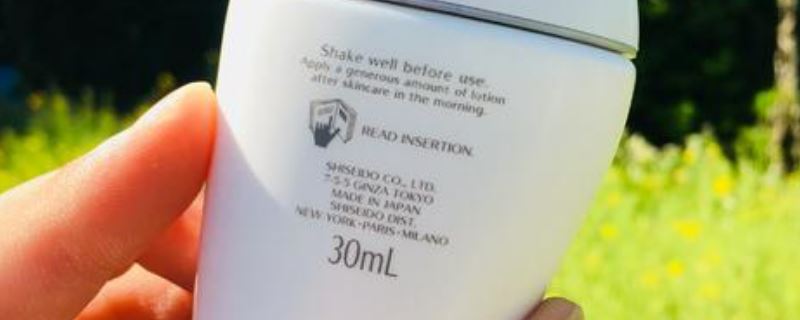 Shake well before use.
Apply a generous amount of lotion
after skincare in the morning.
READ INSERTION.
SHISEIDO CO., LTD.
7-5-5 GINZA TOKYO
MADE IN JAPAN
SHISEIDO DIST.
NEW YORK-PARIS-MILANO
30mL